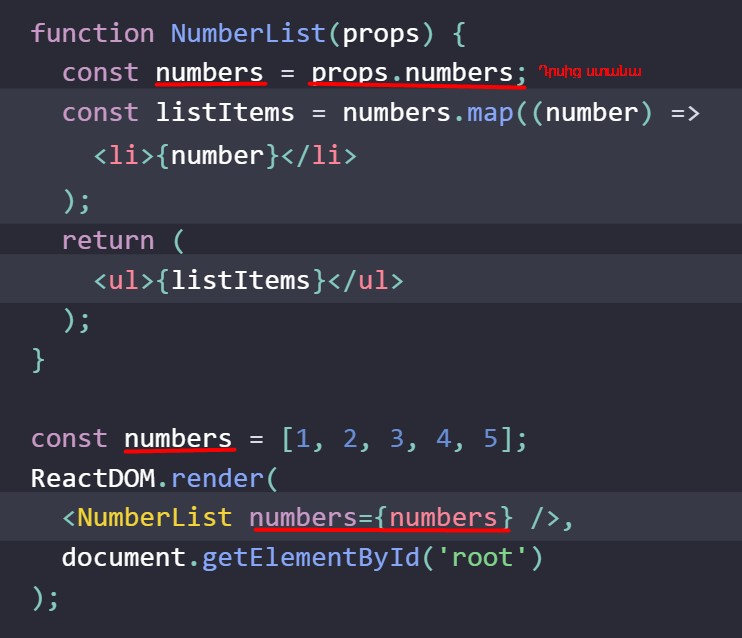 function NumberList(props) {
const numbers = props.numbers; Դրսից ստանա
const listItems = numbers.map((number) =>
<li>{number}</li>
);
return (
<ul>{listItems}</ul>
);
}
const numbers = [1, 2, 3, 4, 5];
ReactDOM.render(
<NumberList numbers={numbers} />,
document.getElementById('root')
);